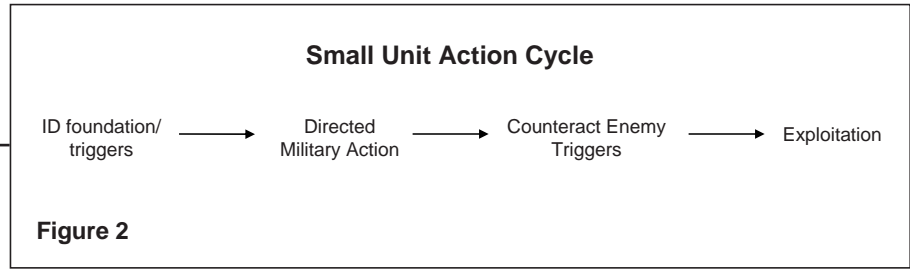 Small Unit Action Cycle
ID foundation/
triggers
Directed
Military Action
Counteract Enemy
Triggers
Exploitation
Figure 2